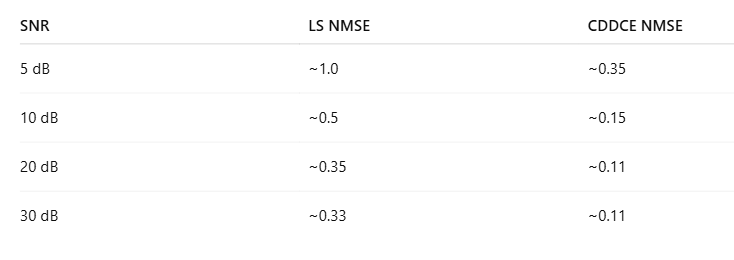 SNR LS NMSE CDDCE NMSE
5 dB ~1.0 ~0.35
10 dB ~0.5 ~0.15
20 dB ~0.35 ~0.11
30 dB ~0.33 ~0.11